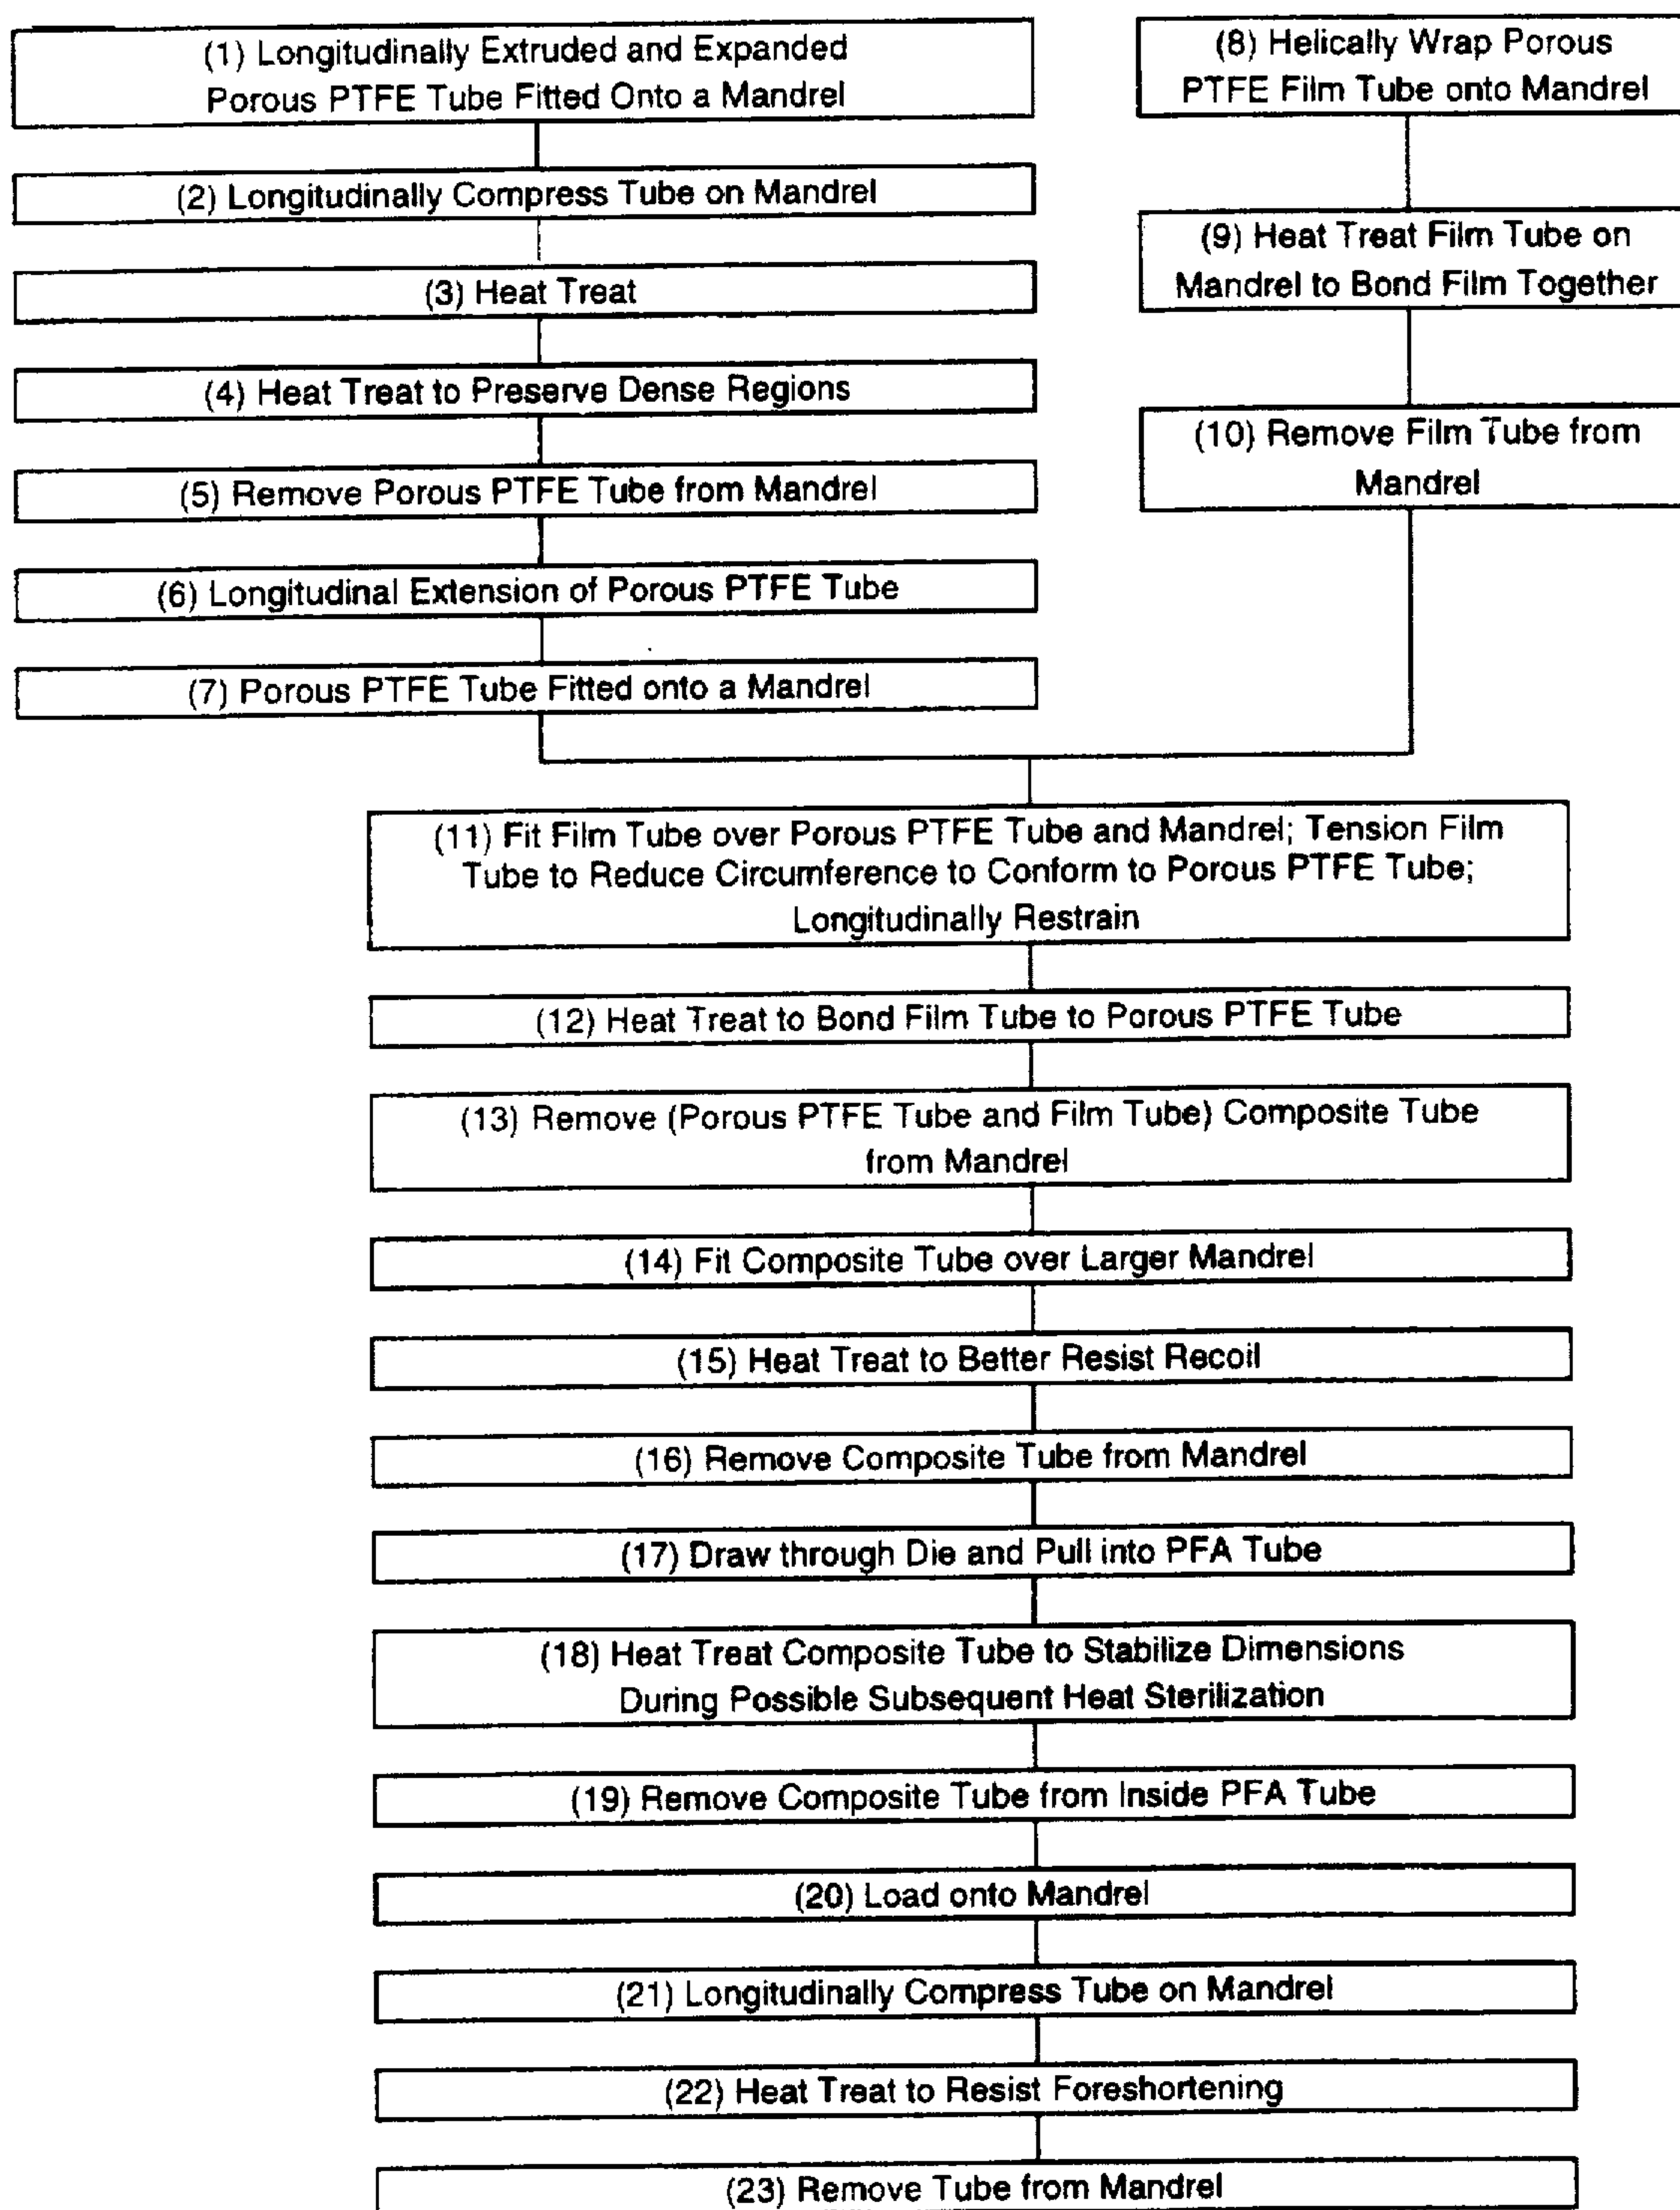 (1) Longitudinally Extruded and Expanded
Porous PTFE Tube Fitted Onto a Mandrel
(2) Longitudinally Compress Tube on Mandrel
(3) Heat Treat
(4) Heat Treat to Preserve Dense Regions
(5) Remove Porous PTFE Tube from Mandrel
(6) Longitudinal Extension of Porous PTFE Tube
(7) Porous PTFE Tube Fitted onto a Mandrel
(8) Helically Wrap Porous
PTFE Film Tube onto Mandrel
(9) Heat Treat Film Tube on
Mandrel to Bond Film Together
(10) Remove Film Tube from
Mandrel
(11) Fit Film Tube over Porous PTFE Tube and Mandrel; Tension Film
Tube to Reduce Circumference to Conform to Porous PTFE Tube;
Longitudinally Restrain
(12) Heat Treat to Bond Film Tube to Porous PTFE Tube
(13) Remove (Porous PTFE Tube and Film Tube) Composite Tube
from Mandrel
(14) Fit Composite Tube over Larger Mandrel
(15) Heat Treat to Better Resist Recoil
(16) Remove Composite Tube from Mandrel
(17) Draw through Die and Pull into PFA Tube
(18) Heat Treat Composite Tube to Stabilize Dimensions
During Possible Subsequent Heat Sterilization
(19) Remove Composite Tube from Inside PFA Tube
(20) Load onto Mandrel
(21) Longitudinally Compress Tube on Mandrel
(22) Heat Treat to Resist Foreshortening
(23) Remove Tube from Mandrel